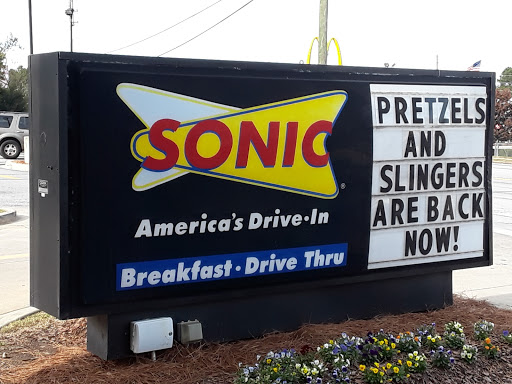 SONIC
®
America's Drive-In
Breakfast · Drive Thru
PRETZELS
AND
SLINGERS
ARE BACK
NOW!